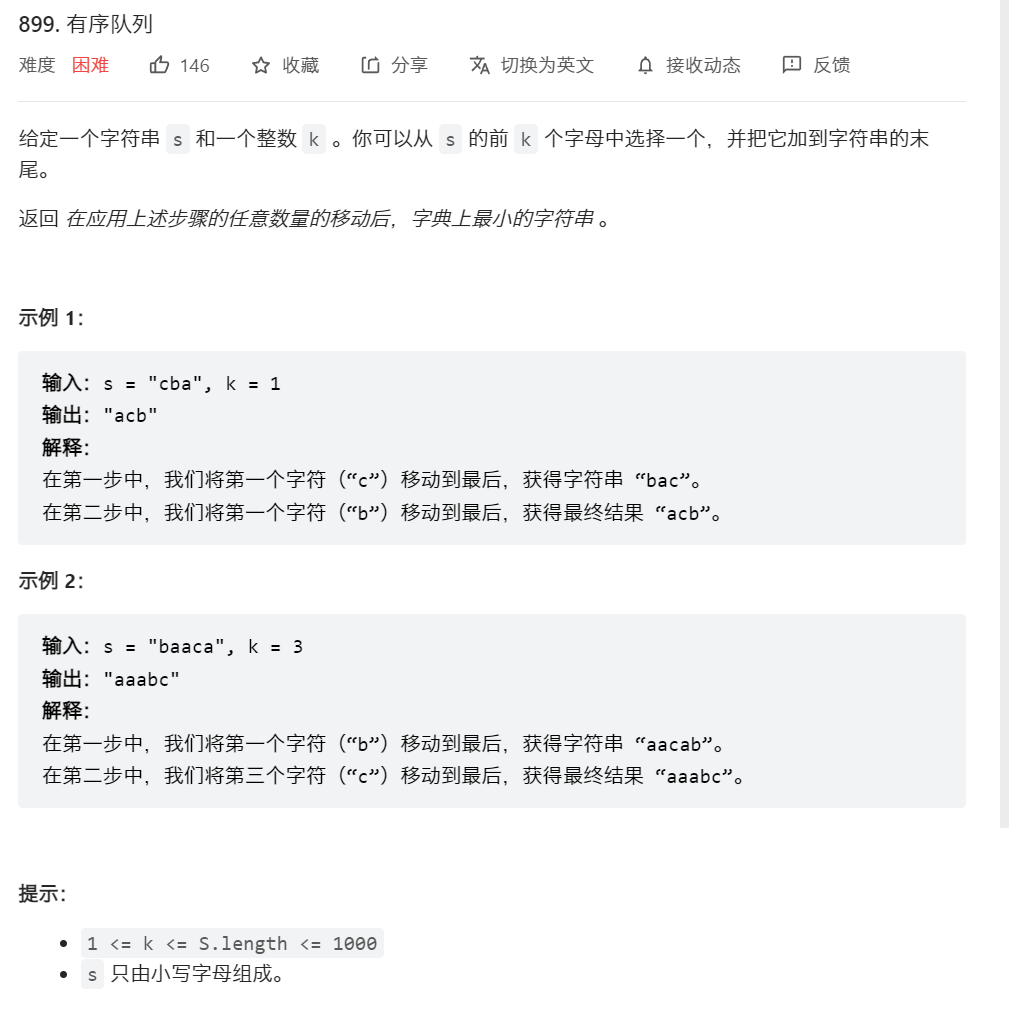 899. 有序队列
难度 困难 146 收藏 分享 切换为英文 接收动态 反馈
给定一个字符串 s 和一个整数 k 。你可以从 s 的前 k 个字母中选择一个，并把它加到字符串的末
尾。
返回 在应用上述步骤的任意数量的移动后，字典上最小的字符串 。
示例 1：
输入：s = "cba", k = 1
输出："acb"
解释：
在第一步中，我们将第一个字符（“c”）移动到最后，获得字符串 “bac”。
在第二步中，我们将第一个字符（“b”）移动到最后，获得最终结果 “acb”。
示例 2：
输入：s = "baaca", k = 3
输出："aaabc"
解释：
在第一步中，我们将第一个字符（“b”）移动到最后，获得字符串 “aacab”。
在第二步中，我们将第三个字符（“c”）移动到最后，获得最终结果 “aaabc”。
提示：
• 1 <= k <= S.length <= 1000
• s 只由小写字母组成。